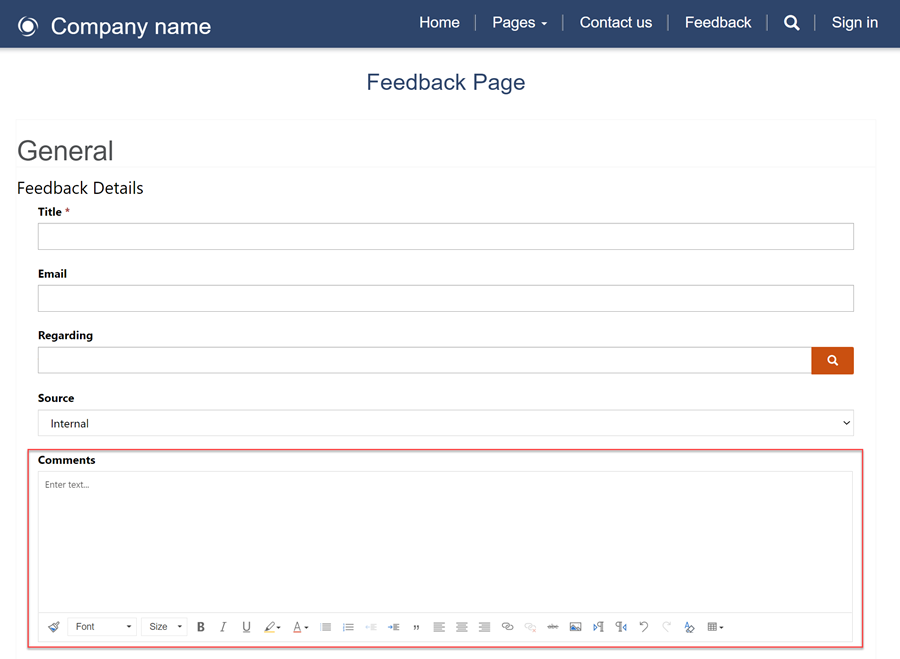 Company name
Home Pages Contact us Feedback Sign in
Feedback Page
General
Feedback Details
Title *
Email
Regarding
Source
Internal
Comments
Enter text...
Font Size B I U A ”